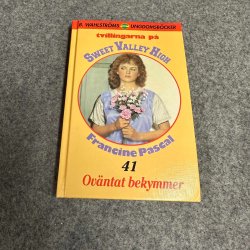 B. WAHLSTRÖMS UNGDOMSBÖCKER
tvillingarna på
SWEET VALLEY HIGH
Francine Pascal
41
Oväntat bekymmer